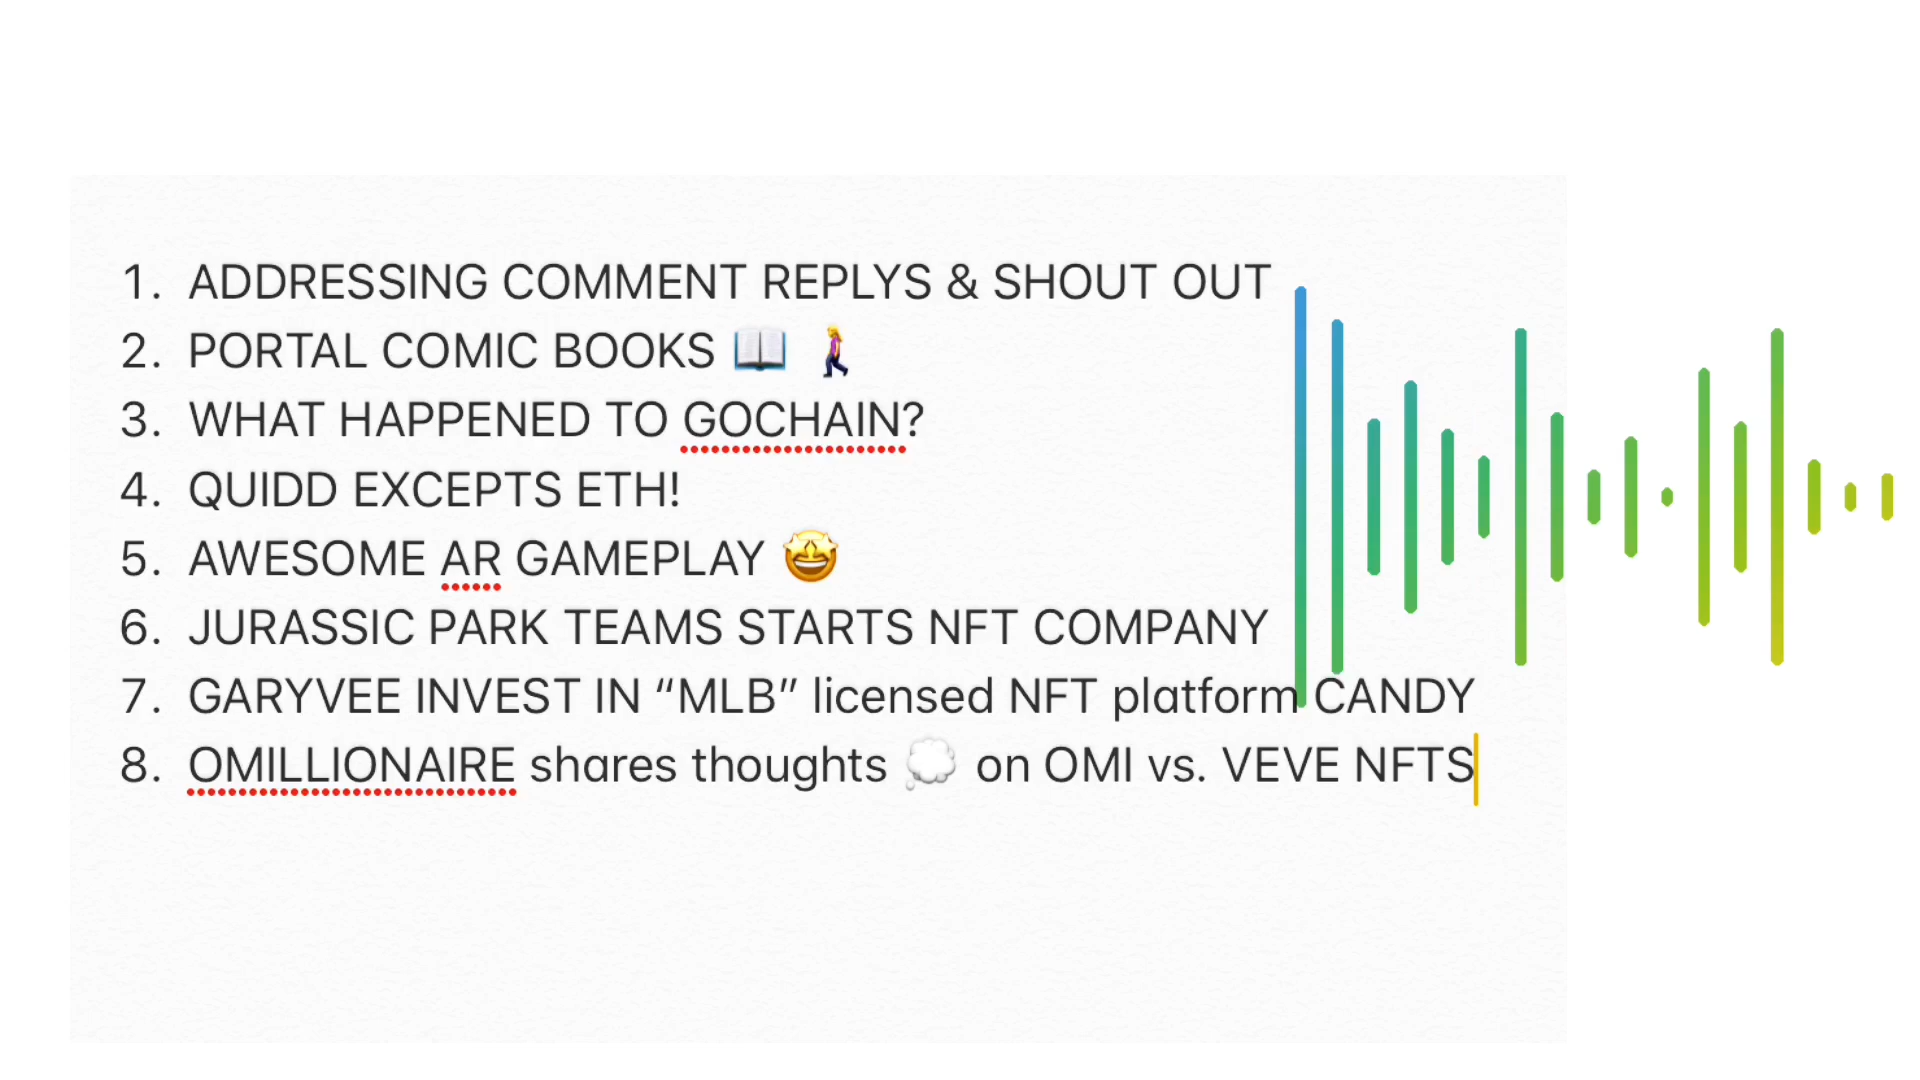 1. ADDRESSING COMMENT REPLYS & SHOUT OUT
2. PORTAL COMIC BOOKS 📖 🚶‍♀️
3. WHAT HAPPENED TO GOCHAIN?
4. QUIDD EXCEPTS ETH!
5. AWESOME AR GAMEPLAY 🤩
6. JURASSIC PARK TEAMS STARTS NFT COMPANY
7. GARYVEE INVEST IN “MLB” licensed NFT platform CANDY
8. OMILLIONAIRE shares thoughts 💭 on OMI vs. VEVE NFTS